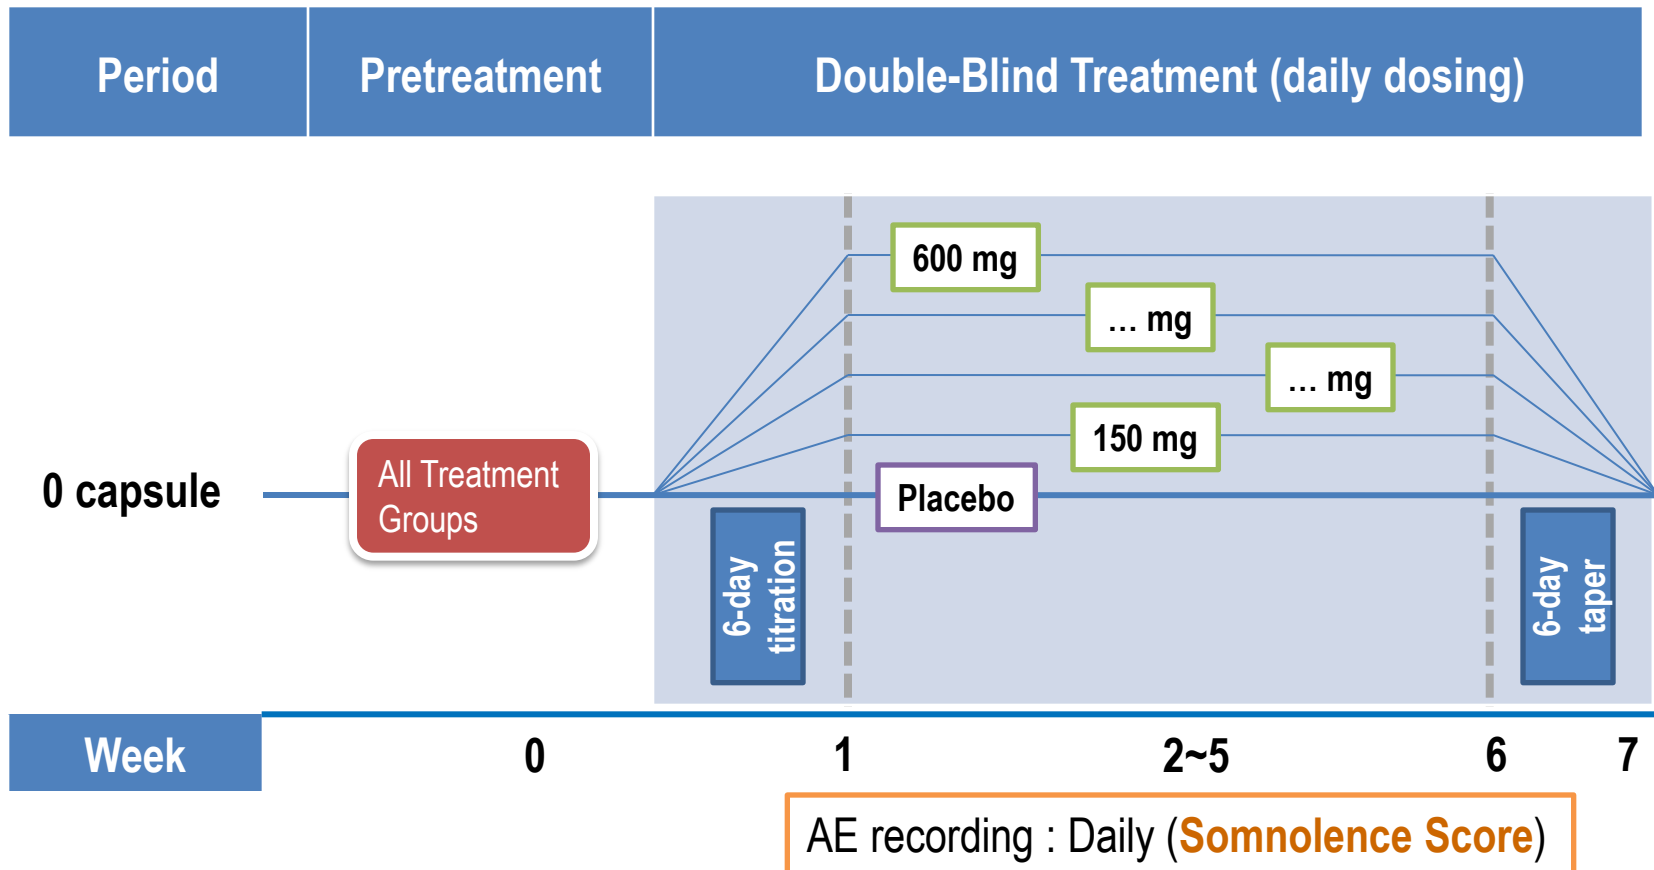 Period
Pretreatment
Double-Blind Treatment (daily dosing)
600 mg
... mg
... mg
150 mg
0 capsule
All Treatment
Groups
Placebo
6-day
titration
6-day
taper
Week
0
1
2~5
6
7
AE recording : Daily (Somnolence Score)